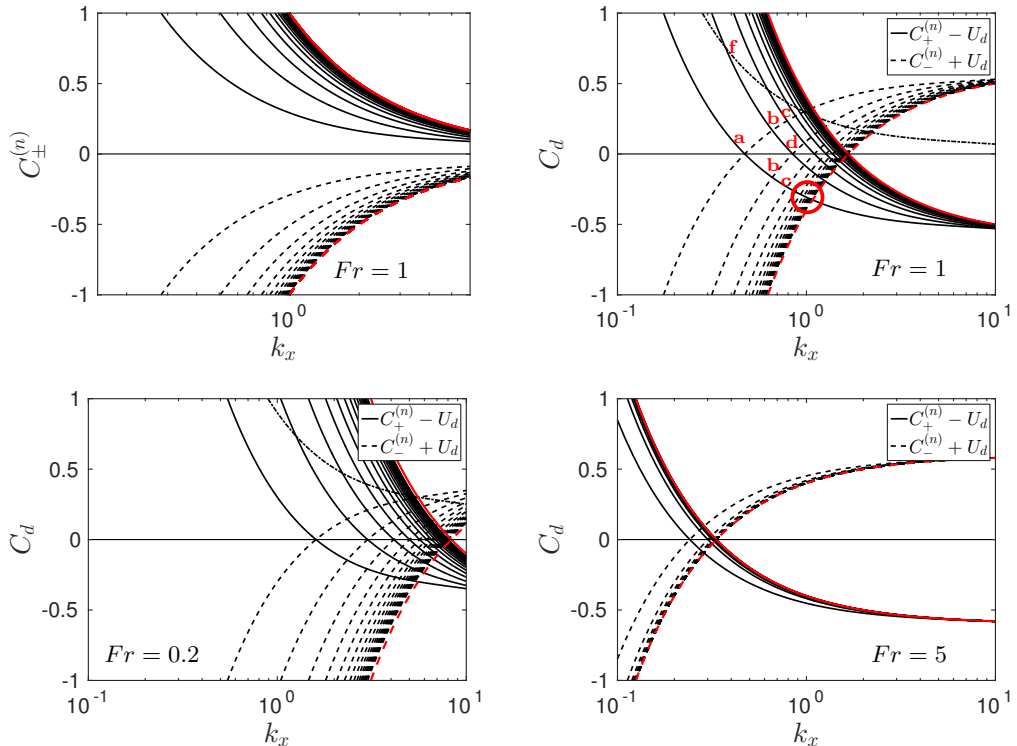 1
0.5
0
-0.5
-1
C_±^(n)
Fr = 1
10^0
k_x
1
0.5
0
-0.5
-1
C_d
C_+^(n) − U_d
C_-^(n) + U_d
f
b c
a
d
b
c
Fr = 1
10^-1
10^0
10^1
k_x
1
0.5
0
-0.5
-1
C_d
C_+^(n) − U_d
C_-^(n) + U_d
Fr = 0.2
10^-1
10^0
10^1
k_x
1
0.5
0
-0.5
-1
C_d
C_+^(n) − U_d
C_-^(n) + U_d
Fr = 5
10^-1
10^0
10^1
k_x